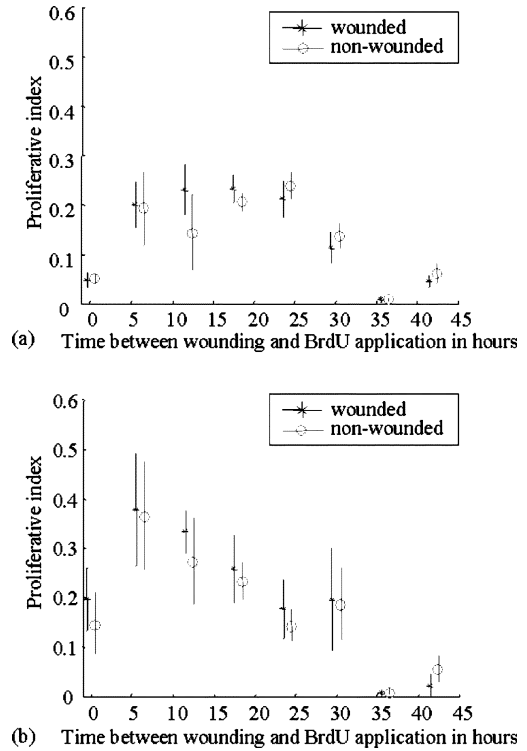 0.6
wounded
non-wounded
0.5
0.4
0.3
0.2
0.1
0
Proliferative index
0 5 10 15 20 25 30 35 40 45
(a) Time between wounding and BrdU application in hours
0.6
wounded
non-wounded
0.5
0.4
0.3
0.2
0.1
0
Proliferative index
0 5 10 15 20 25 30 35 40 45
(b) Time between wounding and BrdU application in hours